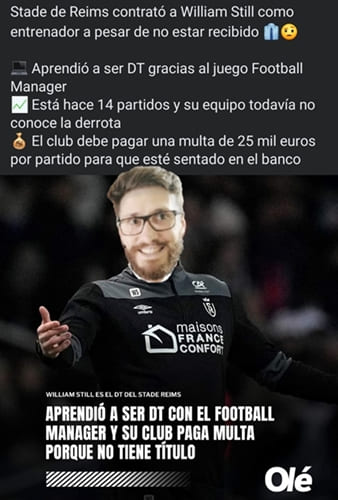 Stade de Reims contrató a William Still como
entrenador a pesar de no estar recibido 👔😉
💻 Aprendió a ser DT gracias al juego Football
Manager
📈 Está hace 14 partidos y su equipo todavía no
conoce la derrota
💰 El club debe pagar una multa de 25 mil euros
por partido para que esté sentado en el banco
umbro
maisons
FRANCE
CONFORT
WILLIAM STILL ES EL DT DEL STADE REIMS
APRENDIÓ A SER DT CON EL FOOTBALL
MANAGER Y SU CLUB PAGA MULTA
PORQUE NO TIENE TÍTULO
Olé